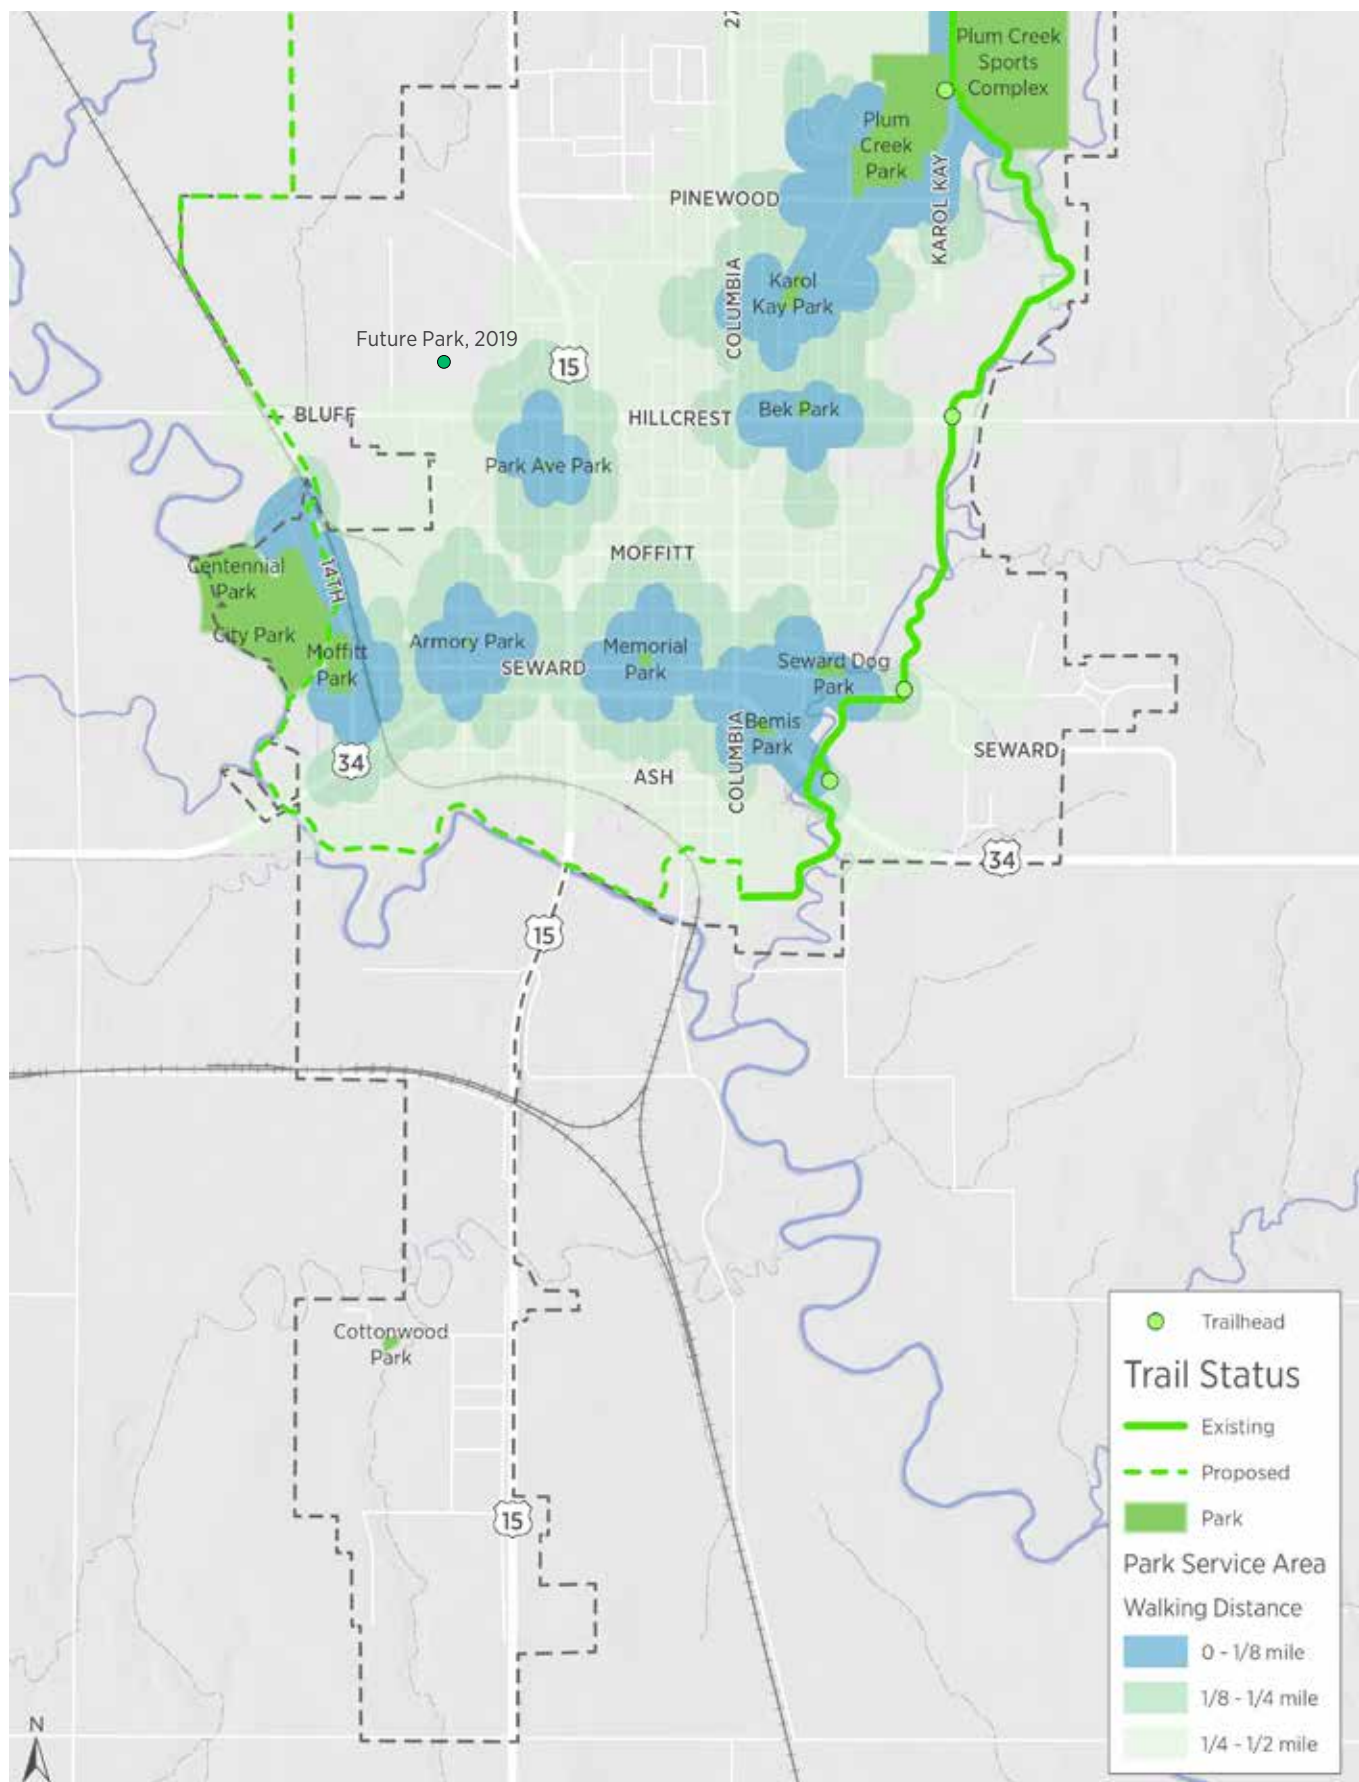 27
Plum Creek
Sports
Complex
Plum
Creek
Park
KAROL KAY
PINEWOOD
COLUMBIA
Karol
Kay Park
Future Park, 2019
15
BLUFF
HILLCREST
Bek Park
Park Ave Park
MOFFITT
Centennial
Park
14TH
City Park
Moffitt
Park
Armory Park
SEWARD
Memorial
Park
Seward Dog
Park
COLUMBIA
Bemis
Park
SEWARD
34
ASH
34
15
Cottonwood
Park
15
N
Trailhead
Trail Status
Existing
Proposed
Park
Park Service Area
Walking Distance
0 - 1/8 mile
1/8 - 1/4 mile
1/4 - 1/2 mile